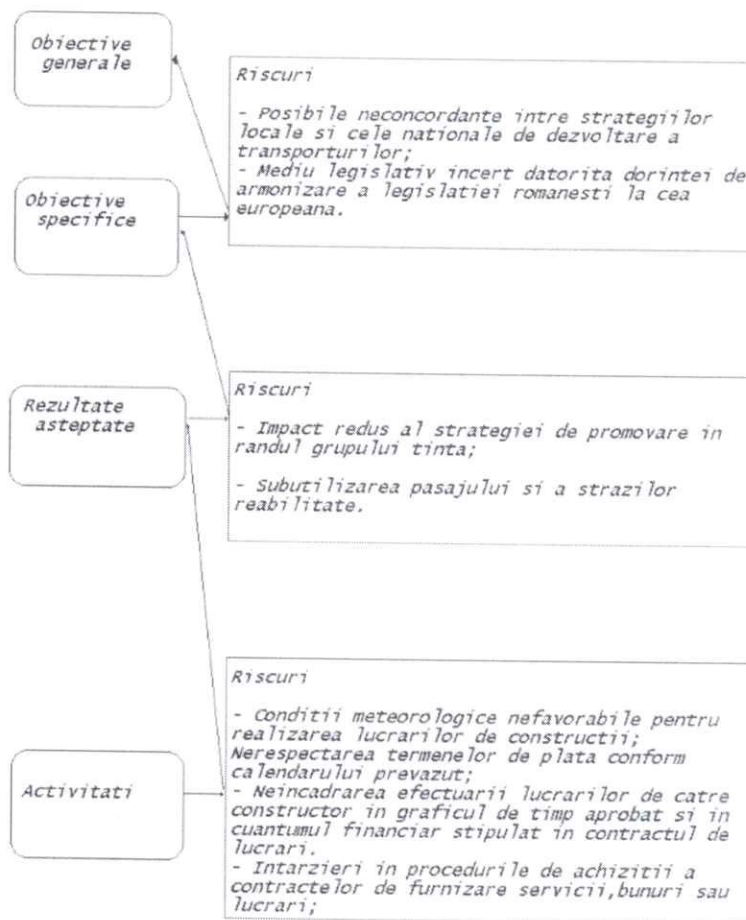 Obiective
generale
Riscuri
- Posibile neconcordante intre strategiilor
locale si cele nationale de dezvoltare a
transporturilor;
- Mediu legislativ incert datorita dorintei de
armonizare a legislatiei romanesti la cea
europeana.
Obiective
specifice
Riscuri
- Impact redus al strategiei de promovare in
randul grupului tinta;
- Subutilizarea pasajului si a strazilor
reabilitate.
Rezultate
asteptate
Riscuri
- Conditii meteorologice nefavorabile pentru
realizarea lucrarilor de constructii;
Nerespectarea termenelor de plata conform
calendarului prevazut;
- Neincadrarea efectuarii lucrarilor de catre
constructor in graficul de timp aprobat si in
cuantumul financiar stipulat in contractul de
lucrari.
- Intarzieri in procedurile de achizitii a
contractelor de furnizare servicii,bunuri sau
lucrari;
Activitati